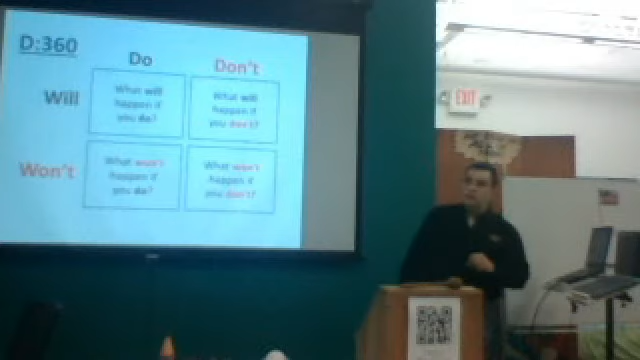 D:360
Do Don't
Will
What will
happen if
you do?
What will
happen if
you don't?
Won't
What won't
happen if
you do?
What won't
happen if
you don't?
EXIT